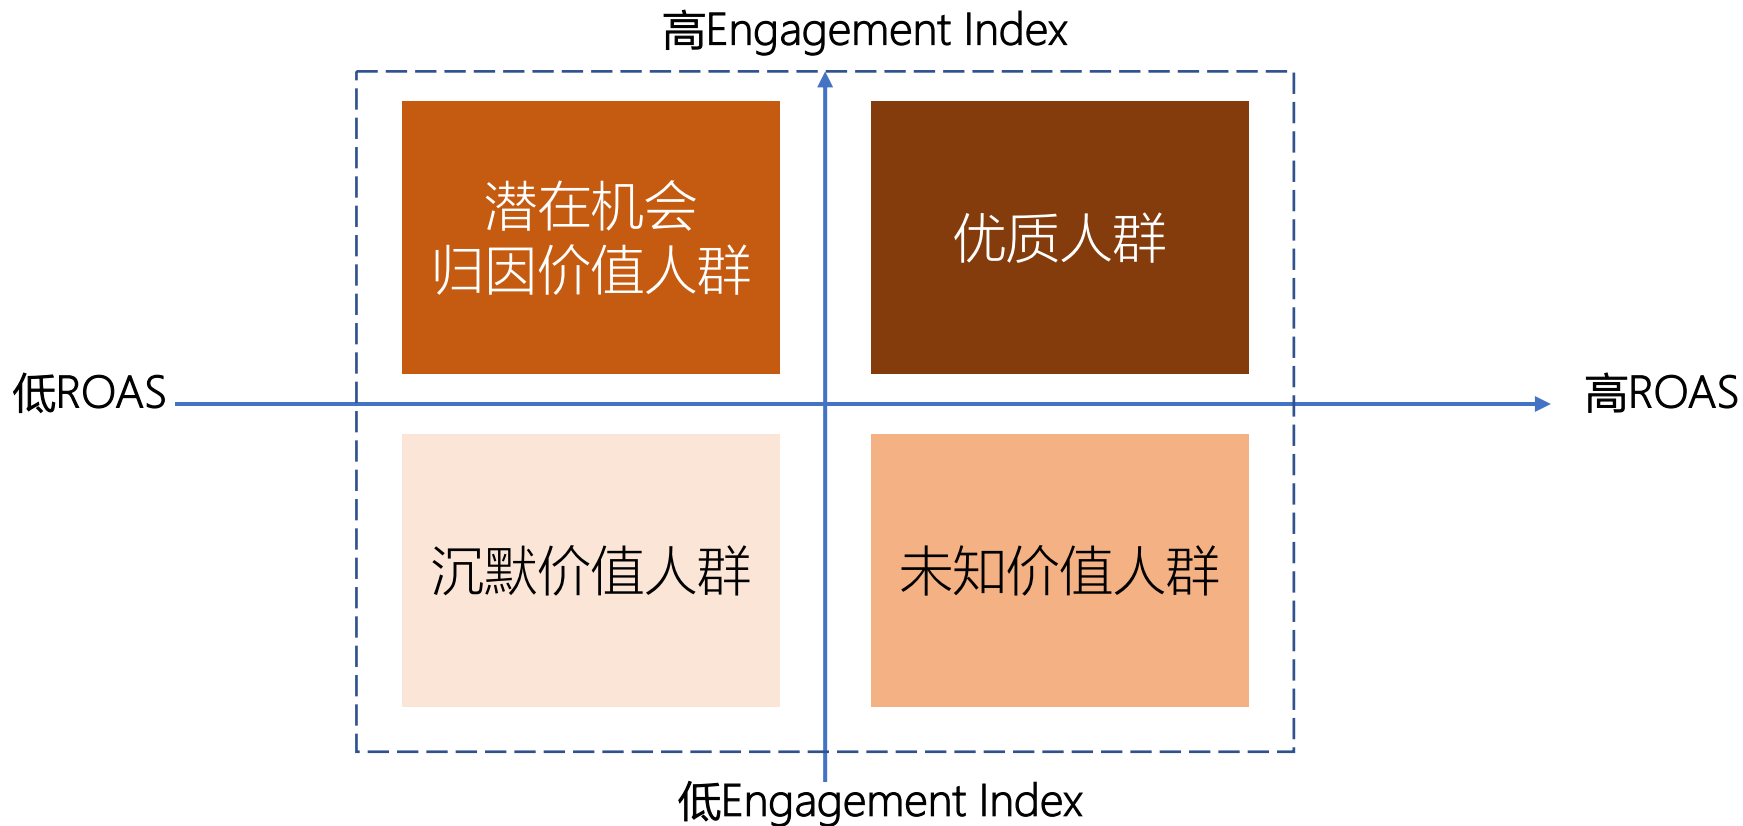 高Engagement Index
潜在机会
归因价值人群
优质人群
低ROAS
高ROAS
沉默价值人群
未知价值人群
低Engagement Index